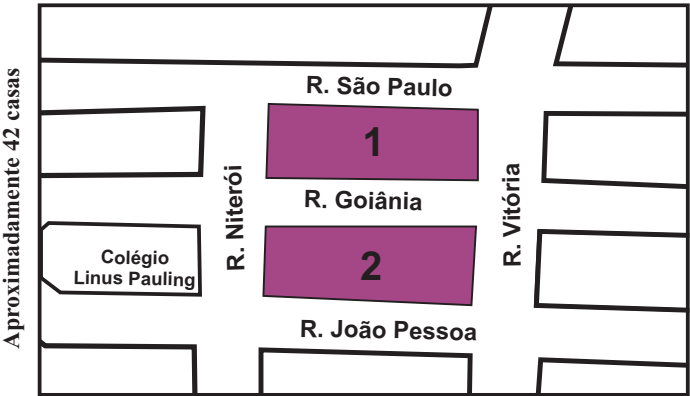 Aproximadamente 42 casas
R. São Paulo
1
R. Niterói
R. Goiânia
R. Vitória
Colégio
Linus Pauling
2
R. João Pessoa